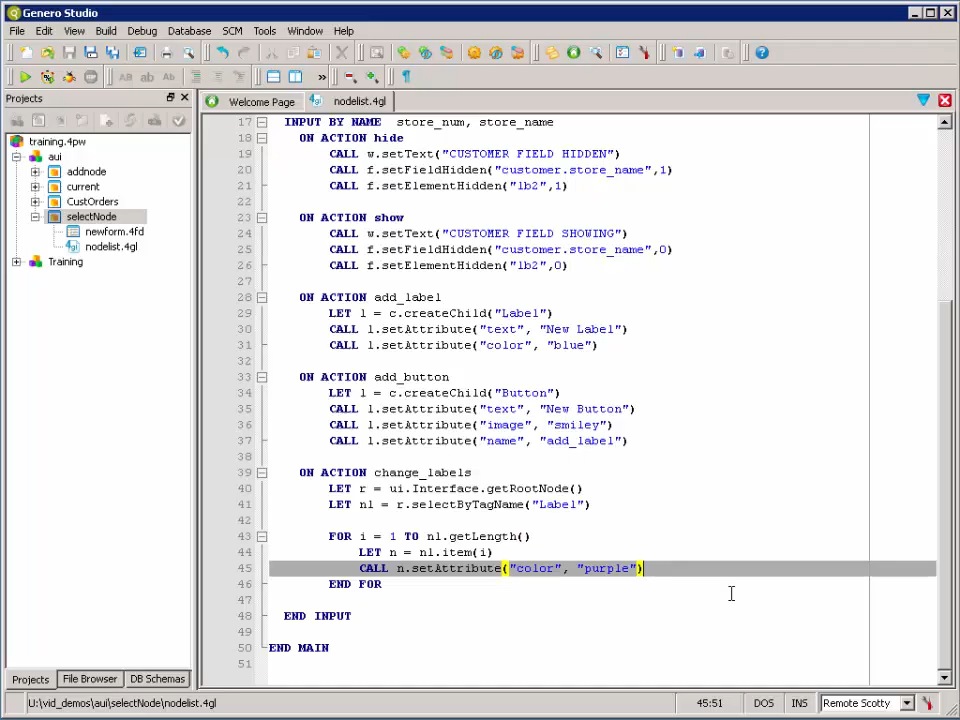 Genero Studio
File Edit View Build Debug Database SCM Tools Window Help
Projects
Welcome Page
nodelist.4gl
training.4pw
aui
addnode
current
CustOrders
selectNode
newform.4fd
nodelist.4gl
Training
17 INPUT BY NAME store_num, store_name
18 ON ACTION hide
19 CALL w.setText("CUSTOMER FIELD HIDDEN")
20 CALL f.setFieldHidden("customer.store_name",1)
21 CALL f.setElementHidden("lb2",1)
22
23 ON ACTION show
24 CALL w.setText("CUSTOMER FIELD SHOWING")
25 CALL f.setFieldHidden("customer.store_name",0)
26 CALL f.setElementHidden("lb2",0)
27
28 ON ACTION add_label
29 LET l = c.createChild("Label")
30 CALL l.setAttribute("text", "New Label")
31 CALL l.setAttribute("color", "blue")
32
33 ON ACTION add_button
34 LET l = c.createChild("Button")
35 CALL l.setAttribute("text", "New Button")
36 CALL l.setAttribute("image", "smiley")
37 CALL l.setAttribute("name", "add_label")
38
39 ON ACTION change_labels
40 LET r = ui.Interface.getRootNode()
41 LET nl = r.selectByTagName("Label")
42
43 FOR i = 1 TO nl.getLength()
44 LET n = nl.item(i)
45 CALL n.setAttribute("color", "purple")
46 END FOR
47
48 END INPUT
49
50 END MAIN
51
Projects File Browser DB Schemas
U:\vid_demos\aui\selectNode\nodelist.4gl 45:51 DOS INS Remote Scotty